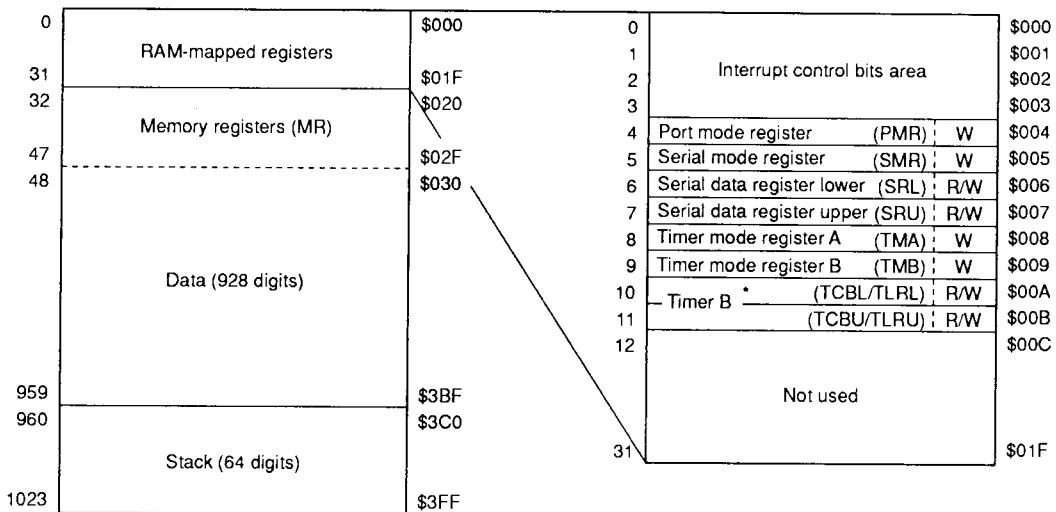 0 $000
RAM-mapped registers
31 $01F
32 $020
Memory registers (MR)
47 $02F
48 $030
Data (928 digits)
959 $3BF
960 $3C0
Stack (64 digits)
1023 $3FF
0 $000
1 $001
Interrupt control bits area
2 $002
3 $003
4 Port mode register (PMR) W $004
5 Serial mode register (SMR) W $005
6 Serial data register lower (SRL) R/W $006
7 Serial data register upper (SRU) R/W $007
8 Timer mode register A (TMA) W $008
9 Timer mode register B (TMB) W $009
10 (TCBL/TLRL) R/W $00A
Timer B *
11 (TCBU/TLRU) R/W $00B
12 $00C
Not used
31 $01F